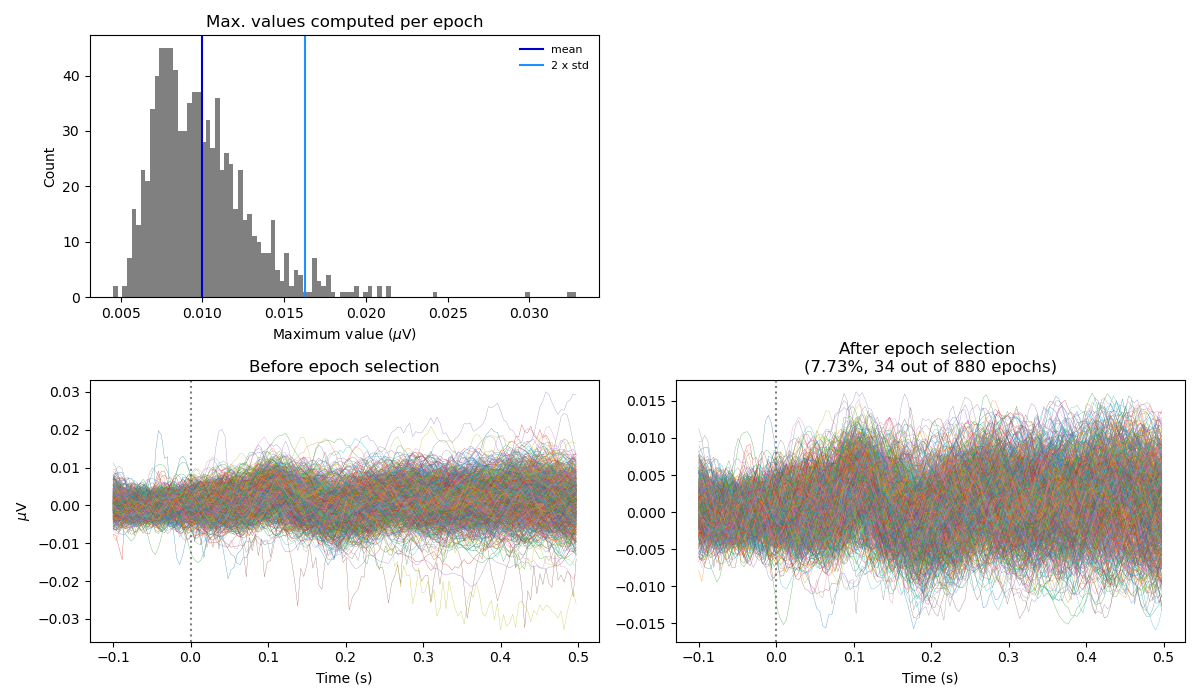 Max. values computed per epoch
mean
2 x std
Count
40
30
20
10
0
0.005 0.010 0.015 0.020 0.025 0.030
Maximum value (μV)
Before epoch selection
μV
0.03
0.02
0.01
0.00
−0.01
−0.02
−0.03
−0.1 0.0 0.1 0.2 0.3 0.4 0.5
Time (s)
After epoch selection
(7.73%, 34 out of 880 epochs)
0.015
0.010
0.005
0.000
−0.005
−0.010
−0.015
−0.1 0.0 0.1 0.2 0.3 0.4 0.5
Time (s)